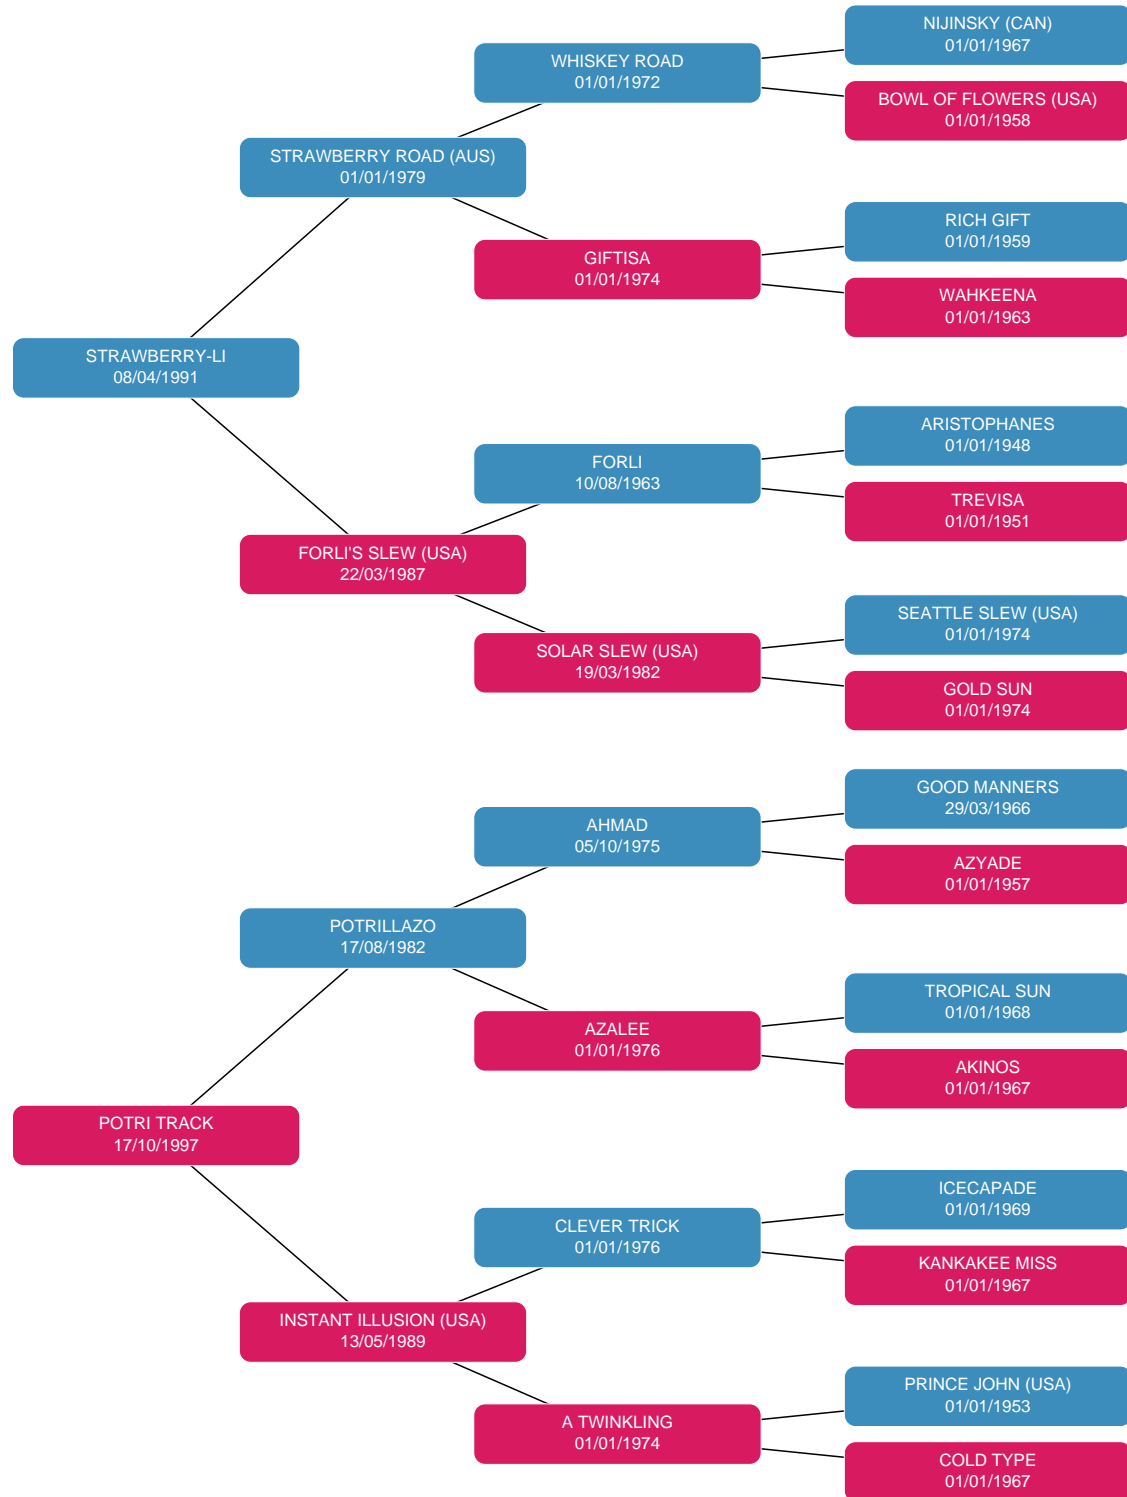 NIJINSKY (CAN)
01/01/1967
WHISKEY ROAD
01/01/1972
BOWL OF FLOWERS (USA)
01/01/1958
STRAWBERRY ROAD (AUS)
01/01/1979
RICH GIFT
01/01/1959
GIFTISA
01/01/1974
WAHKEENA
01/01/1963
STRAWBERRY-LI
08/04/1991
ARISTOPHANES
01/01/1948
FORLI
10/08/1963
TREVISA
01/01/1951
FORLI'S SLEW (USA)
22/03/1987
SEATTLE SLEW (USA)
01/01/1974
SOLAR SLEW (USA)
19/03/1982
GOLD SUN
01/01/1974
GOOD MANNERS
29/03/1966
AHMAD
05/10/1975
AZYADE
01/01/1957
POTRILLAZO
17/08/1982
TROPICAL SUN
01/01/1968
AZALEE
01/01/1976
AKINOS
01/01/1967
POTRI TRACK
17/10/1997
ICECAPADE
01/01/1969
CLEVER TRICK
01/01/1976
KANKAKEE MISS
01/01/1967
INSTANT ILLUSION (USA)
13/05/1989
PRINCE JOHN (USA)
01/01/1953
A TWINKLING
01/01/1974
COLD TYPE
01/01/1967